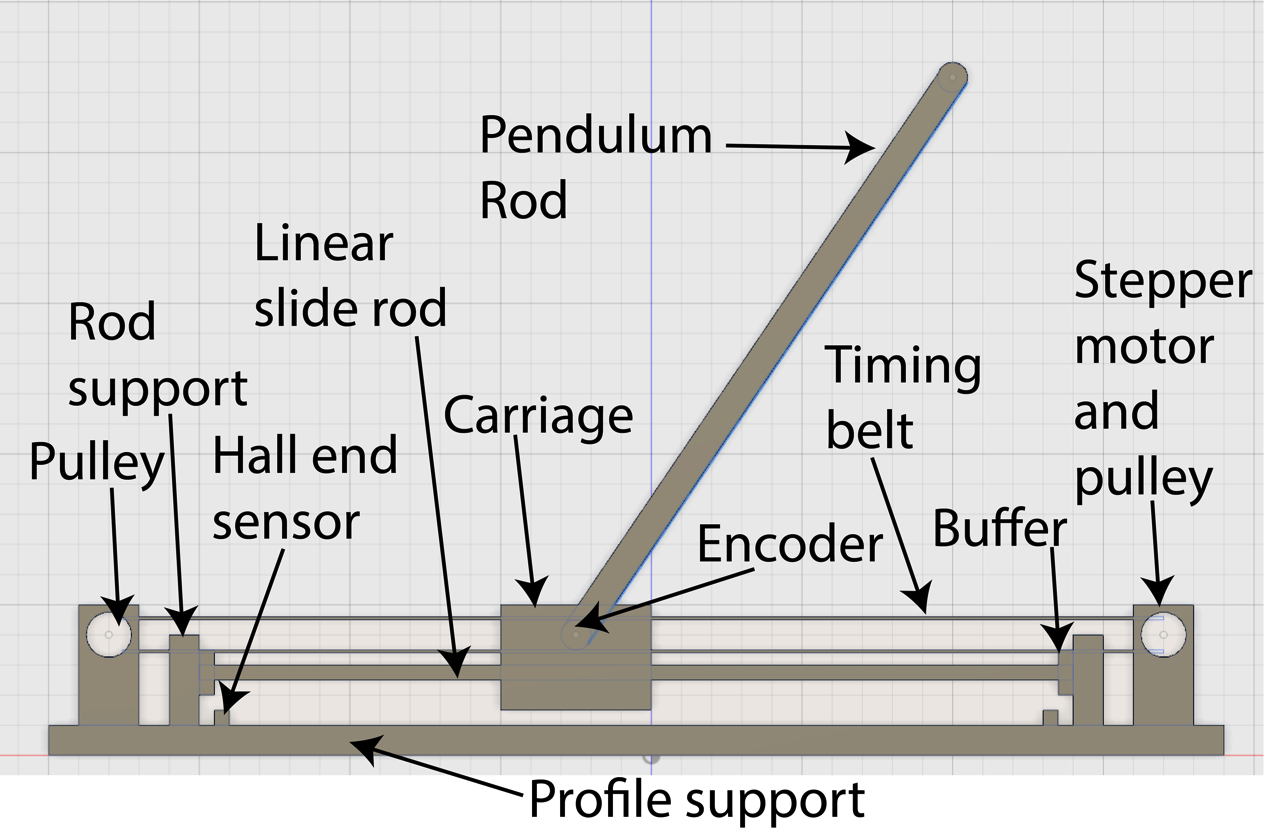 Pendulum
Rod
Linear
slide rod
Rod
support
Pulley
Hall end
sensor
Carriage
Encoder
Timing
belt
Buffer
Stepper
motor
and
pulley
Profile support